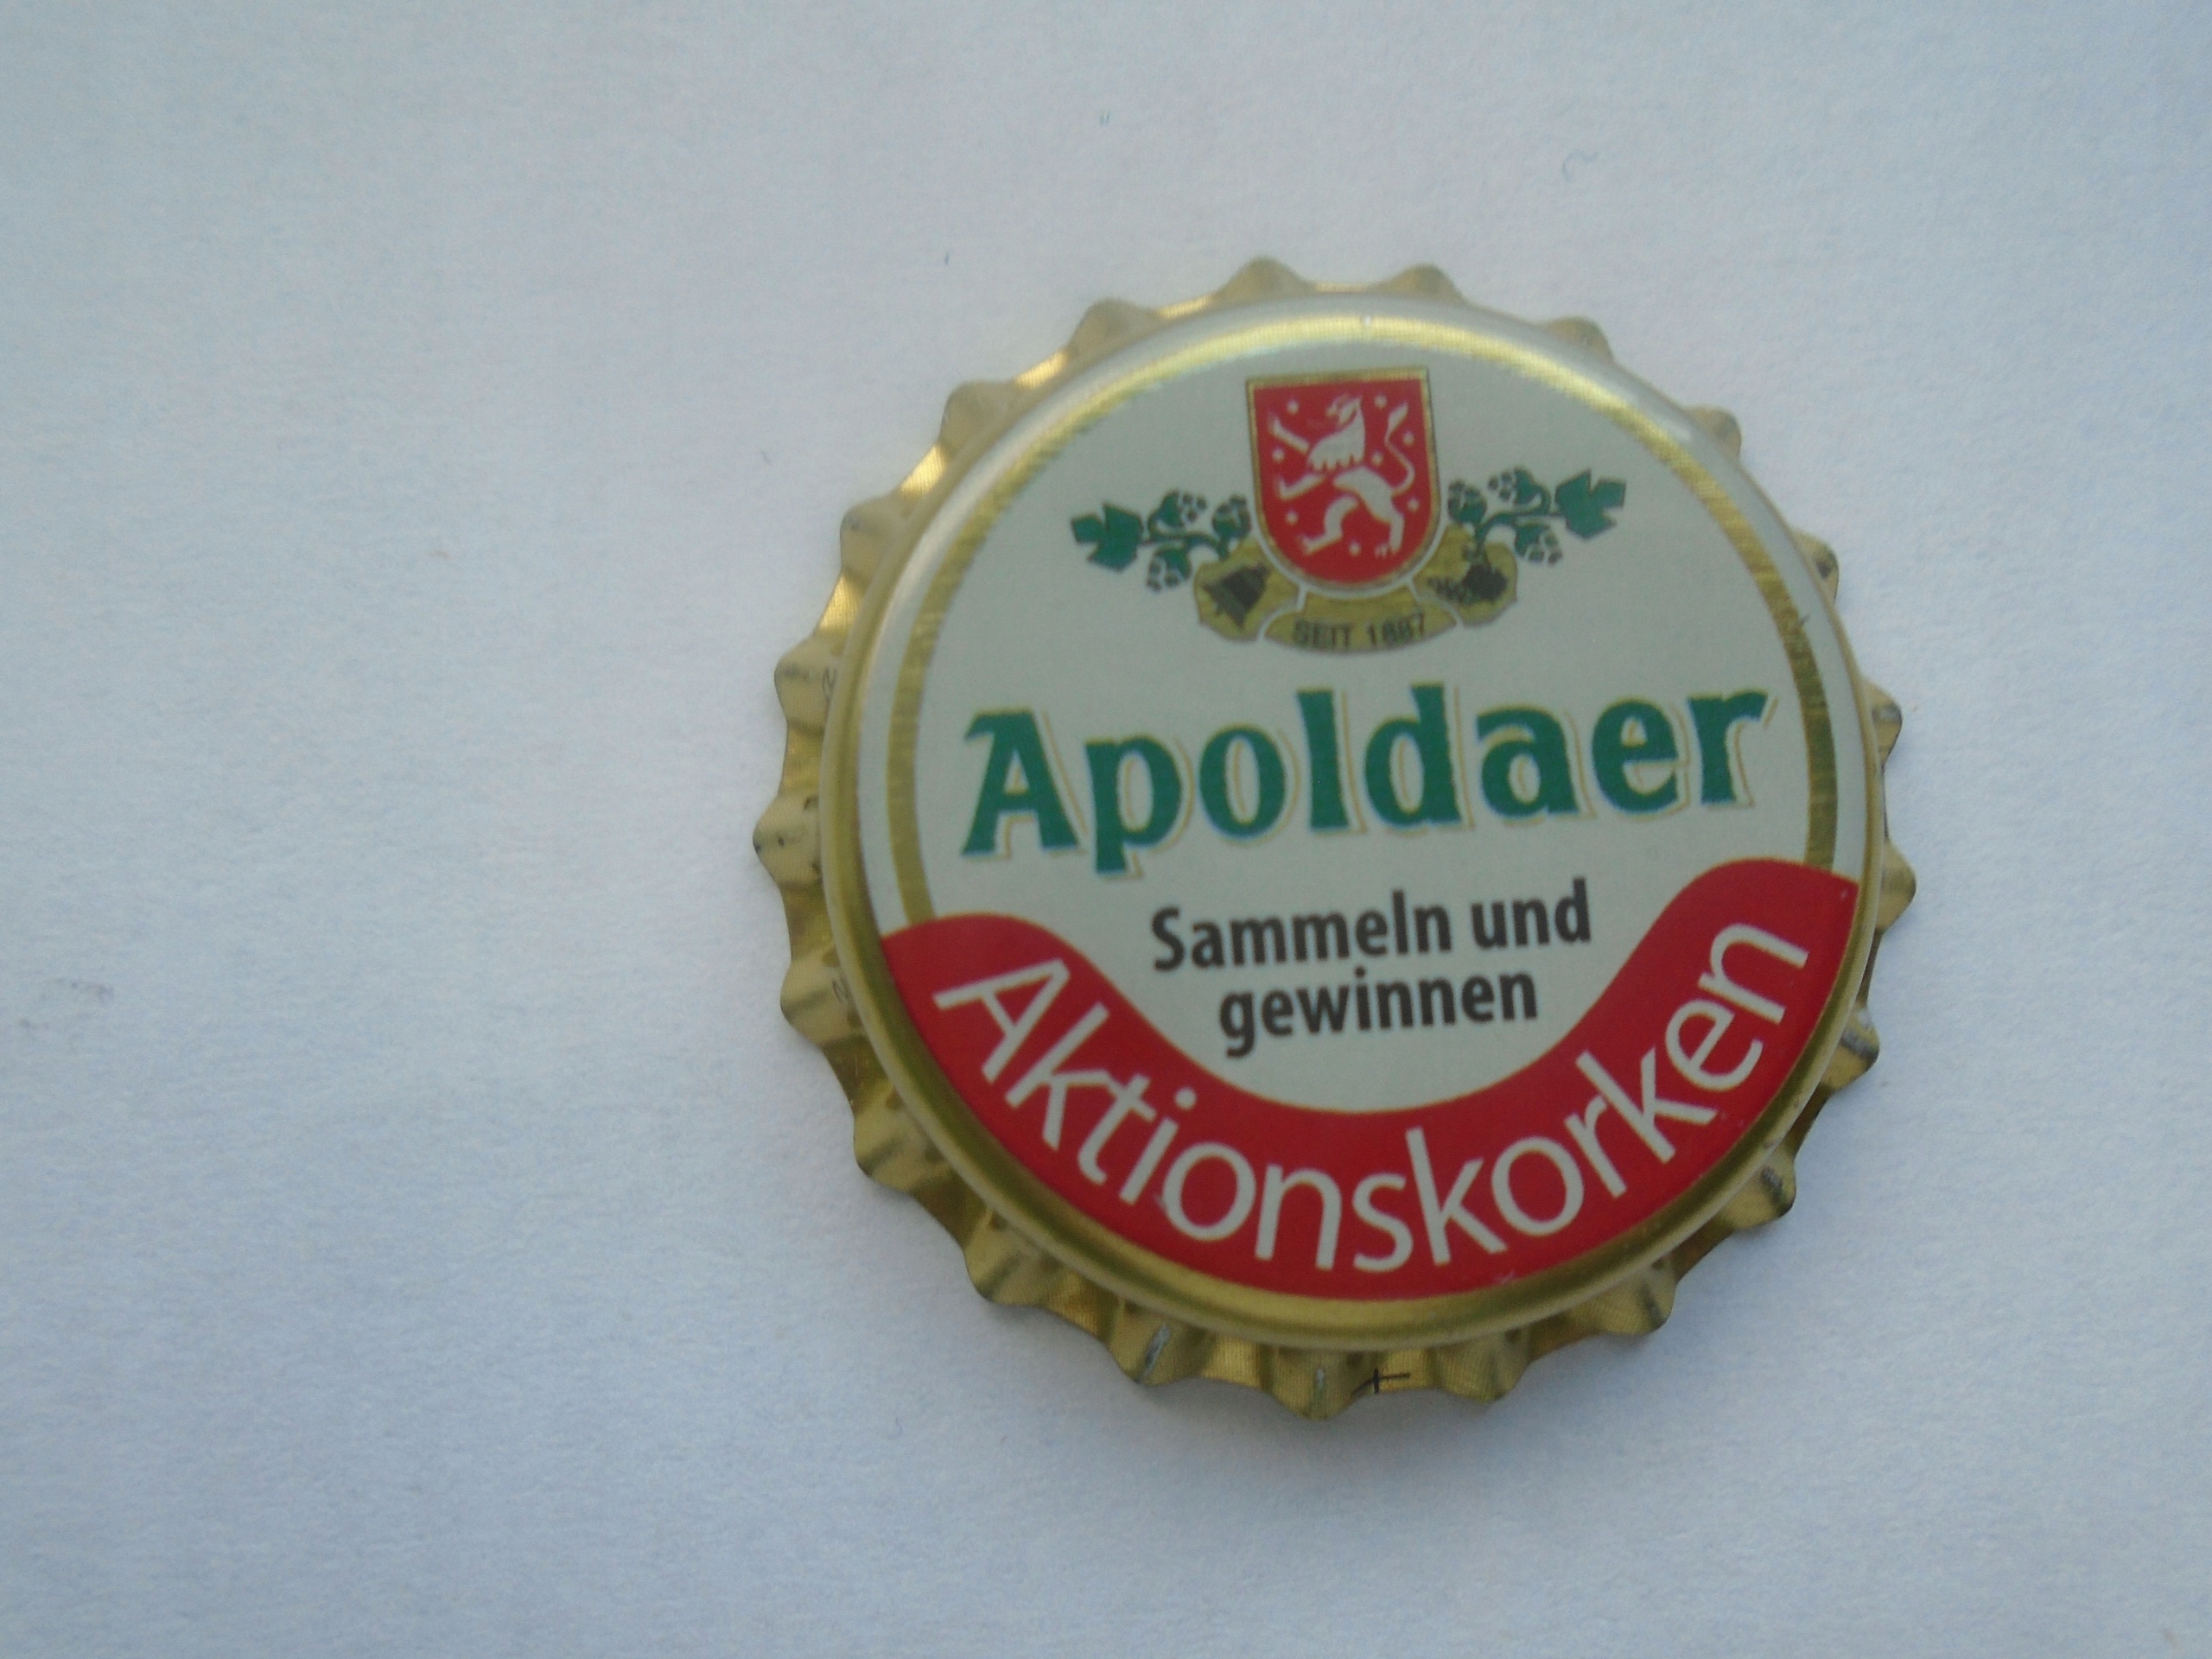 SEIT 1887
Apoldaer
Sammeln und
gewinnen
Aktionskorken